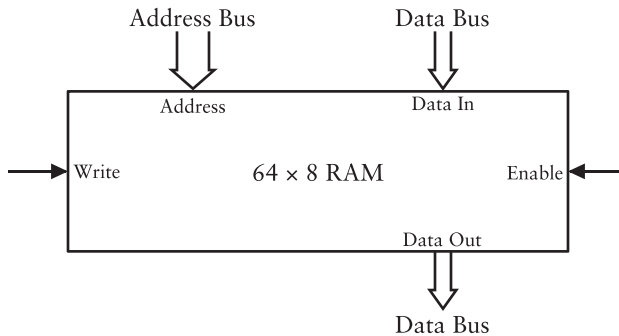 Address Bus
Data Bus
Address
Data In
Write
64 × 8 RAM
Enable
Data Out
Data Bus